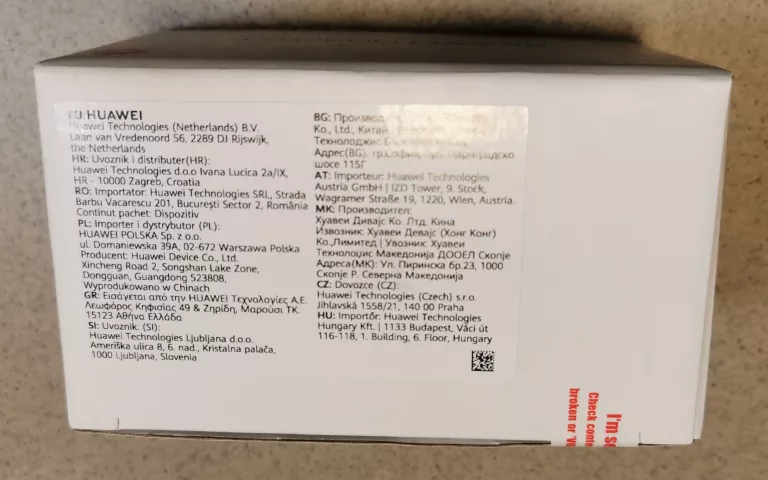 EU:HUAWEI
Huawei Technologies (Netherlands) B.V.
Laan van Vredenoord 56, 2289 DJ Rijswijk,
the Netherlands
HR: Uvoznik i distributer(HR):
Huawei Technologies d.o.o Ivana Lucica 2a/IX,
HR - 10000 Zagreb, Croatia
RO: Importator: Huawei Technologies SRL, Strada
Barbu Vacarescu 201, București Sector 2, România
Continut pachet: Dispozitiv
PL: Importer i dystrybutor (PL):
HUAWEI POLSKA Sp. z o.o.
ul. Domaniewska 39A, 02-672 Warszawa Polska
Producent: Huawei Device Co., Ltd.
Xincheng Road 2, Songshan Lake Zone,
Dongguan, Guangdong 523808,
Wyprodukowano w Chinach
GR: Εισάγεται από την HUAWEI Τεχνολογίες Α.Ε.
Λεωφόρος Κηφισίας 49 & Ζηρίδη, Μαρούσι ΤΚ.
15123 Αθήνα Ελλάδα
SI: Uvoznik: (SI):
Huawei Technologies Ljubljana d.o.o.
Ameriška ulica 8, 6. nad., Kristalna palača,
1000 Ljubljana, Slovenia
BG:
Ko., Ltd., Китай
Адрес(BG), гр.София,
шосе 115Г
AT: Importeur: Huawei Technologies
Austria GmbH | IZD Tower, 9. Stock,
Wagramer Straße 19, 1220, Wien, Austria.
MK: Производител:
Хуавеи Дивајс Ко. Лтд. Кина
Извозник: Хуавеи Девајс (Хонг Конг)
Ко.,Лимитед | Увозник: Хуавеи
Технолоџис Македонија ДООЕЛ Скопје
Адреса(МК): Ул. Пиринска бр.23, 1000
Скопје Р. Северна Македонија
CZ: Dovozce (CZ):
Huawei Technologies (Czech) s.r.o.
Jihlavská 1558/21, 140 00 Praha
HU: Importőr: Huawei Technologies
Hungary Kft. | 1133 Budapest, Váci út
116-118, 1. Building, 6. Floor, Hungary
I'm se
Check conte
broken or 'VO